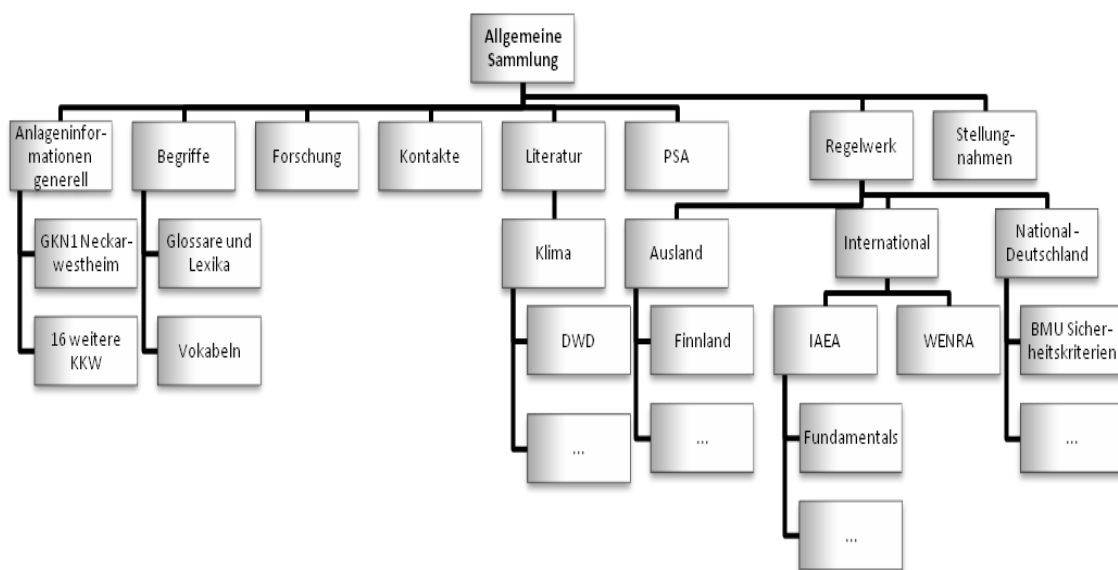 Allgemeine
Sammlung
Anlageninfor-
mationen
generell
Begriffe
Forschung
Kontakte
Literatur
PSA
Regelwerk
Stellung-
nahmen
GKN1 Neckar-
westheim
Glossare und
Lexika
Klima
Ausland
International
National -
Deutschland
16 weitere
KKW
Vokabeln
DWD
Finnland
IAEA
WENRA
BMU Sicher-
heitskriterien
...
...
Fundamentals
...
...